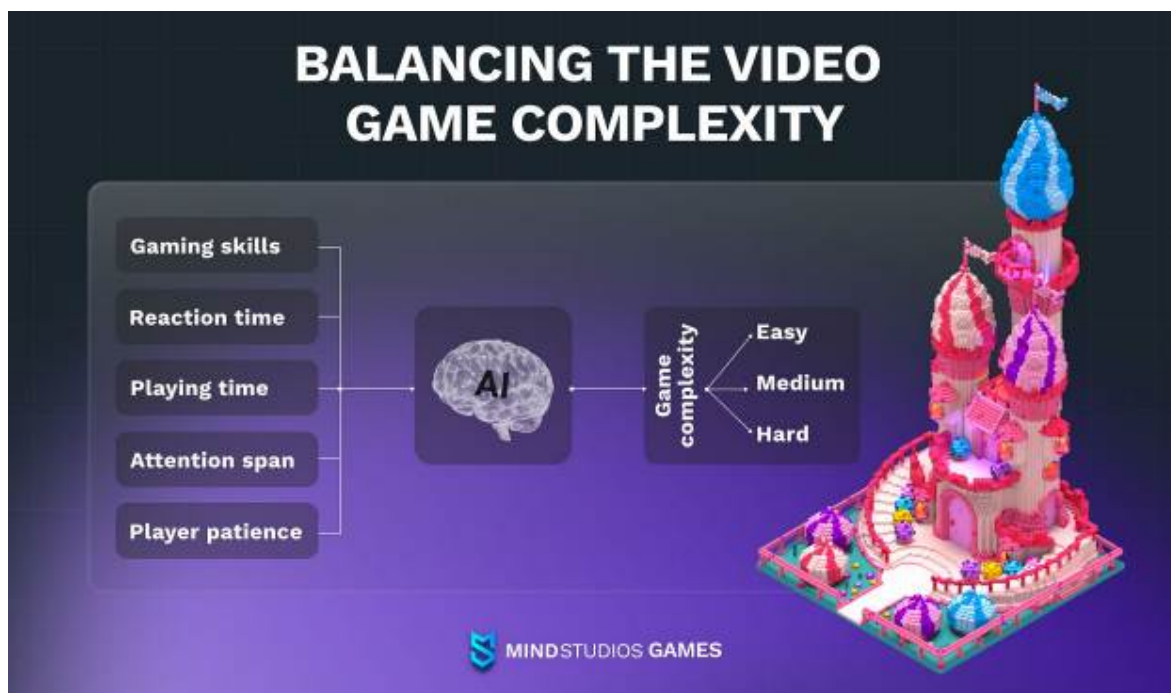 BALANCING THE VIDEO
GAME COMPLEXITY
Gaming skills
Reaction time
Playing time
Attention span
Player patience
AI
Game
complexity
Easy
Medium
Hard
MINDSTUDIOS GAMES